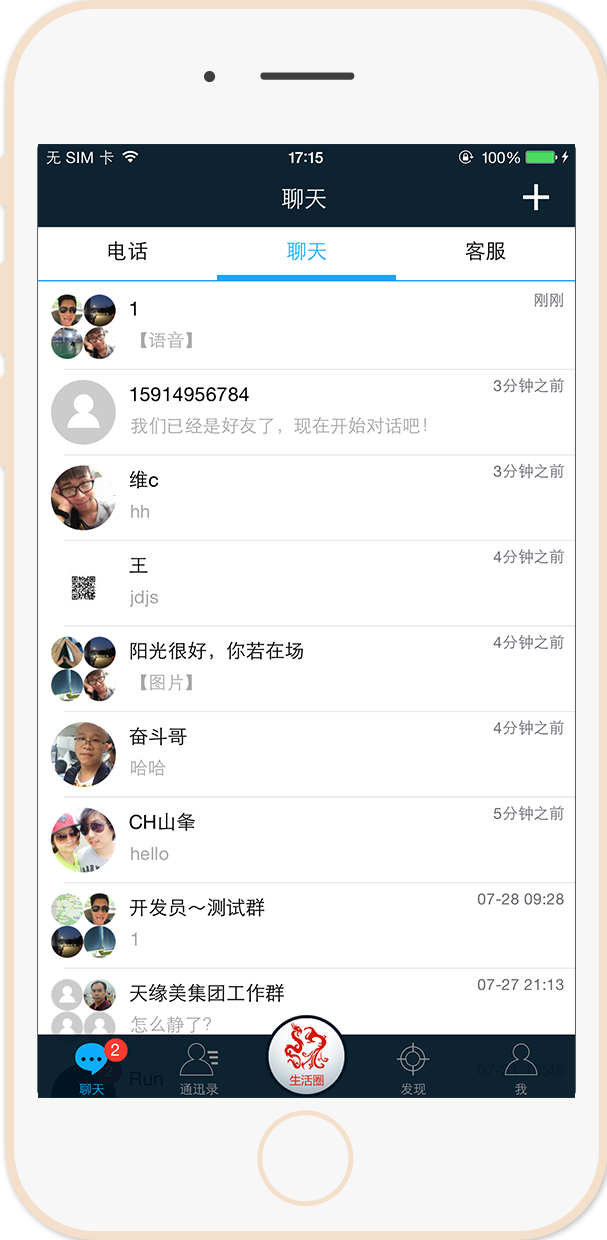 无 SIM 卡 17:15 100%
聊天
电话 聊天 客服
1 刚刚
【语音】
15914956784 3分钟之前
我们已经是好友了，现在开始对话吧！
维c 3分钟之前
hh
王 4分钟之前
jdjs
阳光很好，你若在场 4分钟之前
【图片】
奋斗哥 4分钟之前
哈哈
CH山夆 5分钟之前
hello
开发员～测试群 07-28 09:28
1
天缘美集团工作群 07-27 21:13
怎么静了？
2
Run
聊天 通迅录 生活圈 发现 我